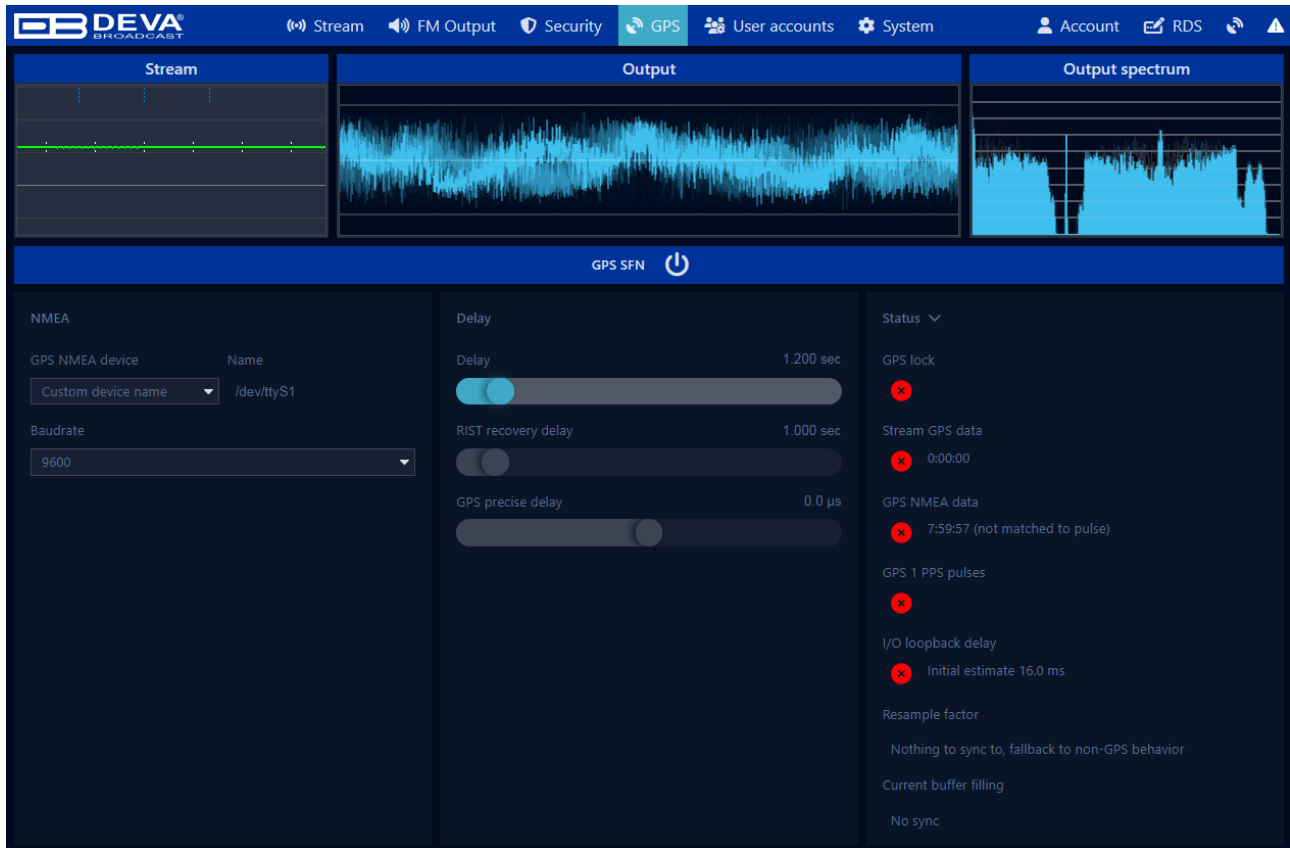 DEVA®
BROADCAST
Stream
FM Output
Security
GPS
User accounts
System
Account
RDS
Stream
Output
Output spectrum
GPS SFN
NMEA
GPS NMEA device
Name
Custom device name
/dev/ttyS1
Baudrate
9600
Delay
Delay
1.200 sec
RIST recovery delay
1.000 sec
GPS precise delay
0.0 µs
Status
GPS lock
Stream GPS data
0:00:00
GPS NMEA data
7:59:57 (not matched to pulse)
GPS 1 PPS pulses
I/O loopback delay
Initial estimate 16.0 ms
Resample factor
Nothing to sync to, fallback to non-GPS behavior
Current buffer filling
No sync